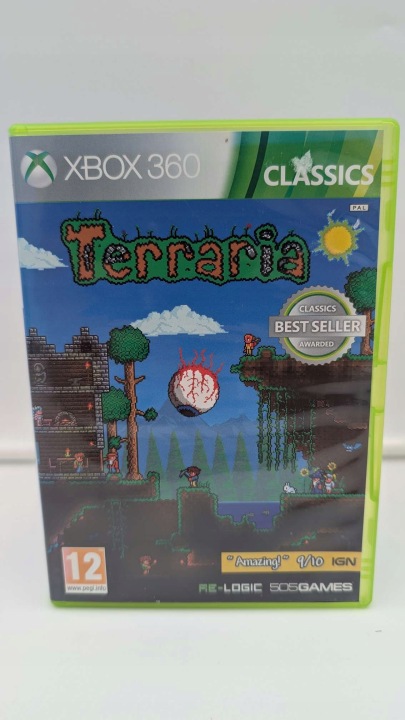 XBOX 360
CLASSICS
PAL
Terraria
CLASSICS
BEST SELLER
AWARDED
12
www.pegi.info
"Amazing!" 9/10 IGN
RE-LOGIC 505GAMES